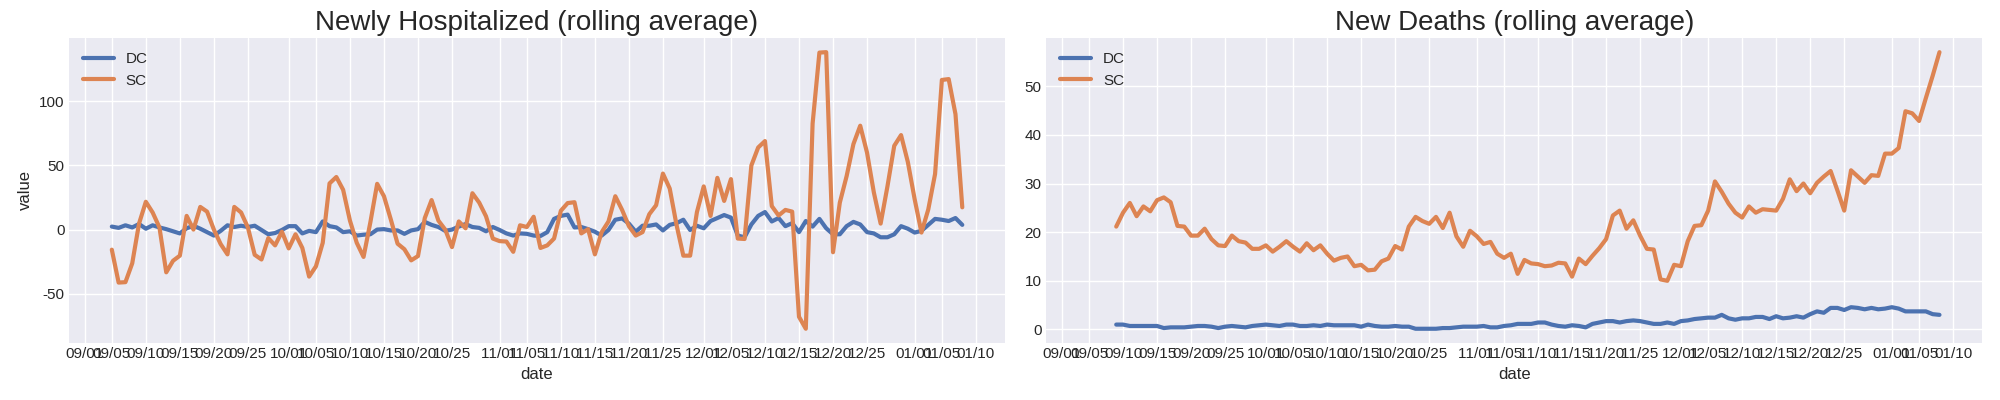 Newly Hospitalized (rolling average)
DC
SC
100
50
0
-50
value
09/01 09/05 09/10 09/15 09/20 09/25 10/01 10/05 10/10 10/15 10/20 10/25 11/01 11/05 11/10 11/15 11/20 11/25 12/01 12/05 12/10 12/15 12/20 12/25 01/01 01/05 01/10
date
New Deaths (rolling average)
DC
SC
50
40
30
20
10
0
09/01 09/05 09/10 09/15 09/20 09/25 10/01 10/05 10/10 10/15 10/20 10/25 11/01 11/05 11/10 11/15 11/20 11/25 12/01 12/05 12/10 12/15 12/20 12/25 01/01 01/05 01/10
date